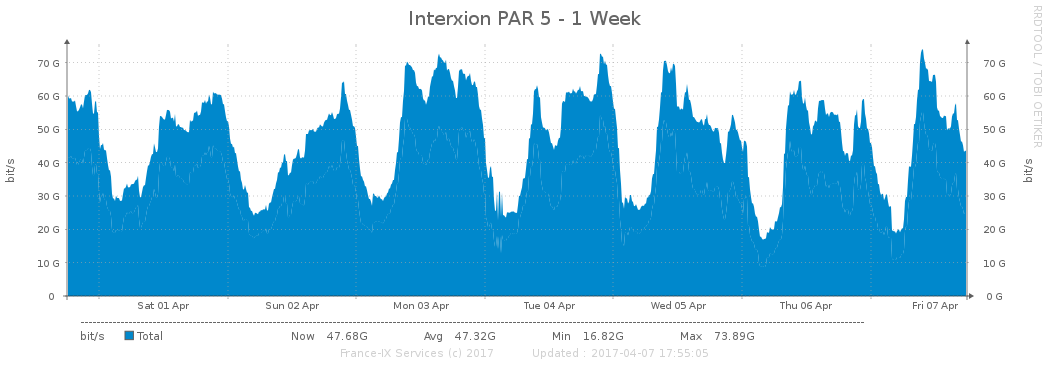 Interxion PAR 5 - 1 Week
RRDTOOL / TOBI OETIKER
bit/s
bit/s
70 G 70 G
60 G 60 G
50 G 50 G
40 G 40 G
30 G 30 G
20 G 20 G
10 G 10 G
0 0 G
Sat 01 Apr Sun 02 Apr Mon 03 Apr Tue 04 Apr Wed 05 Apr Thu 06 Apr Fri 07 Apr
bit/s Total Now 47.68G Avg 47.32G Min 16.82G Max 73.89G
France-IX Services (c) 2017 Updated : 2017-04-07 17:55:05